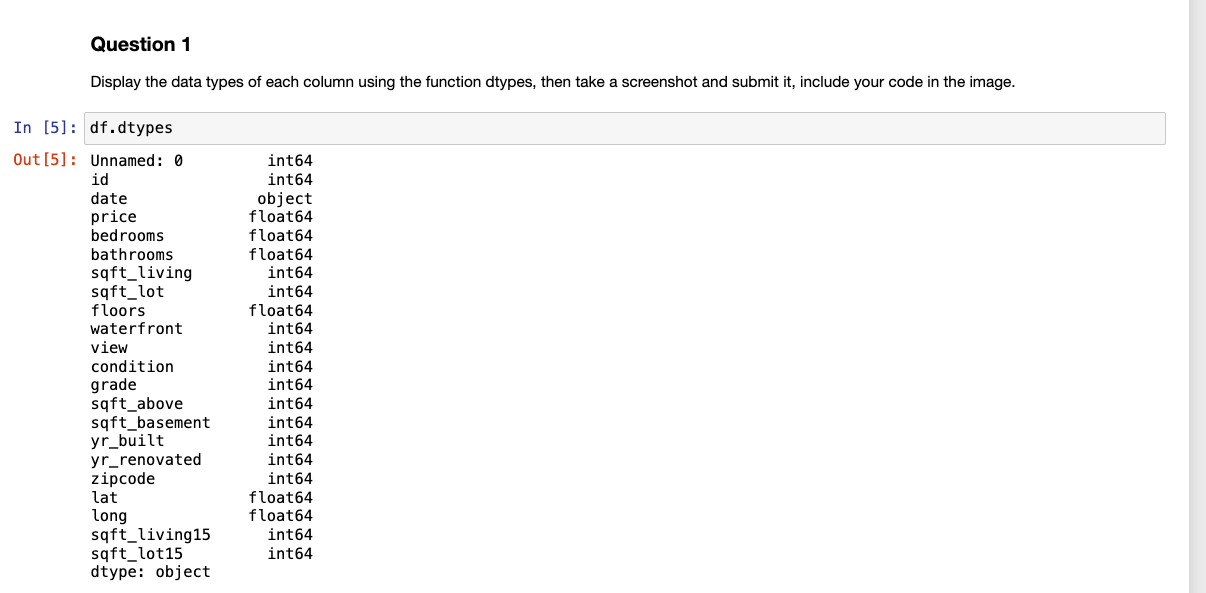 Question 1
Display the data types of each column using the function dtypes, then take a screenshot and submit it, include your code in the image.
In [5]: df.dtypes
Out[5]: Unnamed: 0 int64
id int64
date object
price float64
bedrooms float64
bathrooms float64
sqft_living int64
sqft_lot int64
floors float64
waterfront int64
view int64
condition int64
grade int64
sqft_above int64
sqft_basement int64
yr_built int64
yr_renovated int64
zipcode int64
lat float64
long float64
sqft_living15 int64
sqft_lot15 int64
dtype: object